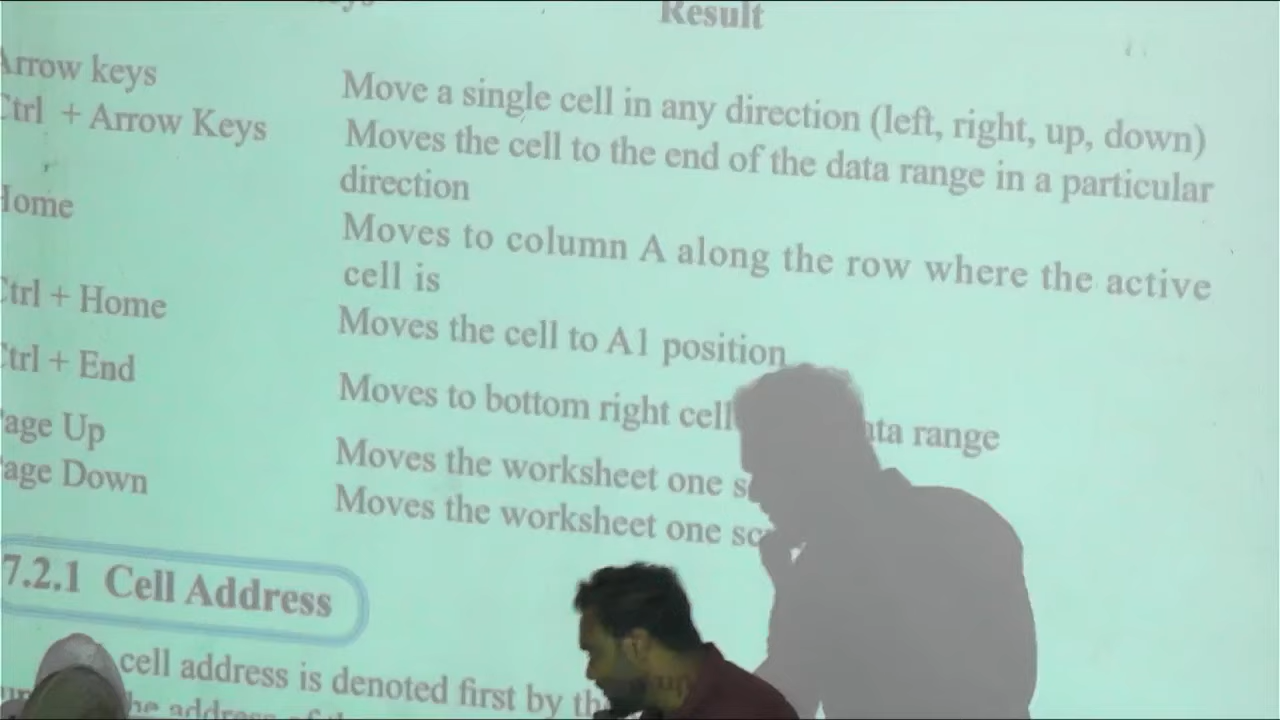 Result
Arrow keys
Move a single cell in any direction (left, right, up, down)
Ctrl + Arrow Keys
Moves the cell to the end of the data range in a particular
direction
Home
Moves to column A along the row where the active
cell is
Ctrl + Home
Moves the cell to A1 position
Ctrl + End
Moves to bottom right cell ata range
Page Up
Moves the worksheet one
Page Down
Moves the worksheet one
7.2.1 Cell Address
cell address is denoted first by
address of